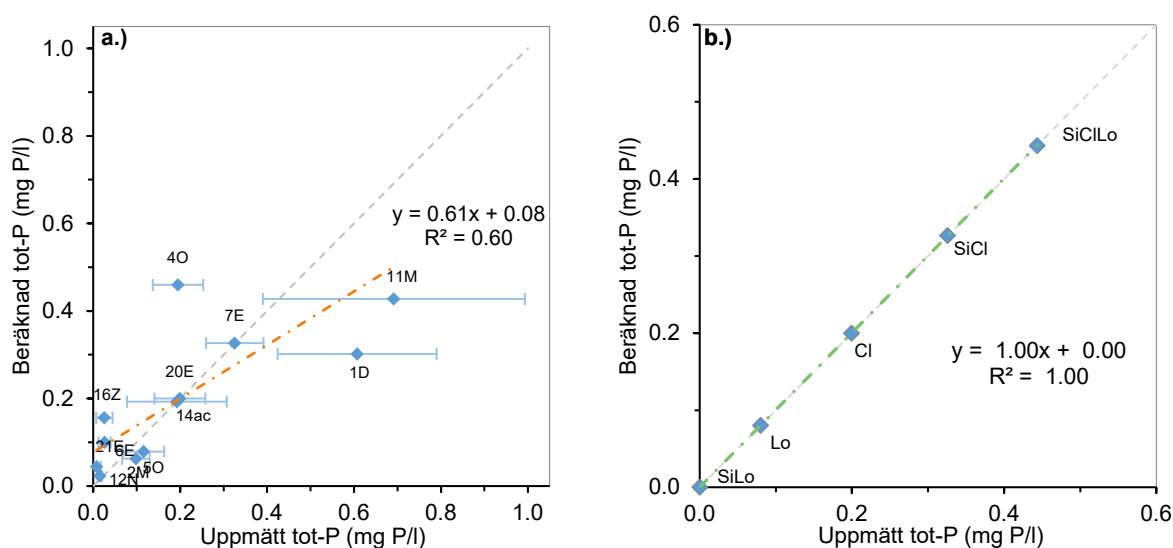 a.)
Beräknad tot-P (mg P/l)
1.0
0.8
0.6
0.4
0.2
0.0
y = 0.61x + 0.08
R² = 0.60
4O
11M
7E
1D
20E
16Z
14ac
21E
6E
5O
2M
12N
0.0 0.2 0.4 0.6 0.8 1.0
Uppmätt tot-P (mg P/l)
b.)
Beräknad tot-P (mg P/l)
0.6
0.4
0.2
0.0
SiClLo
SiCl
Cl
y = 1.00x + 0.00
R² = 1.00
Lo
SiLo
0.0 0.2 0.4 0.6
Uppmätt tot-P (mg P/l)